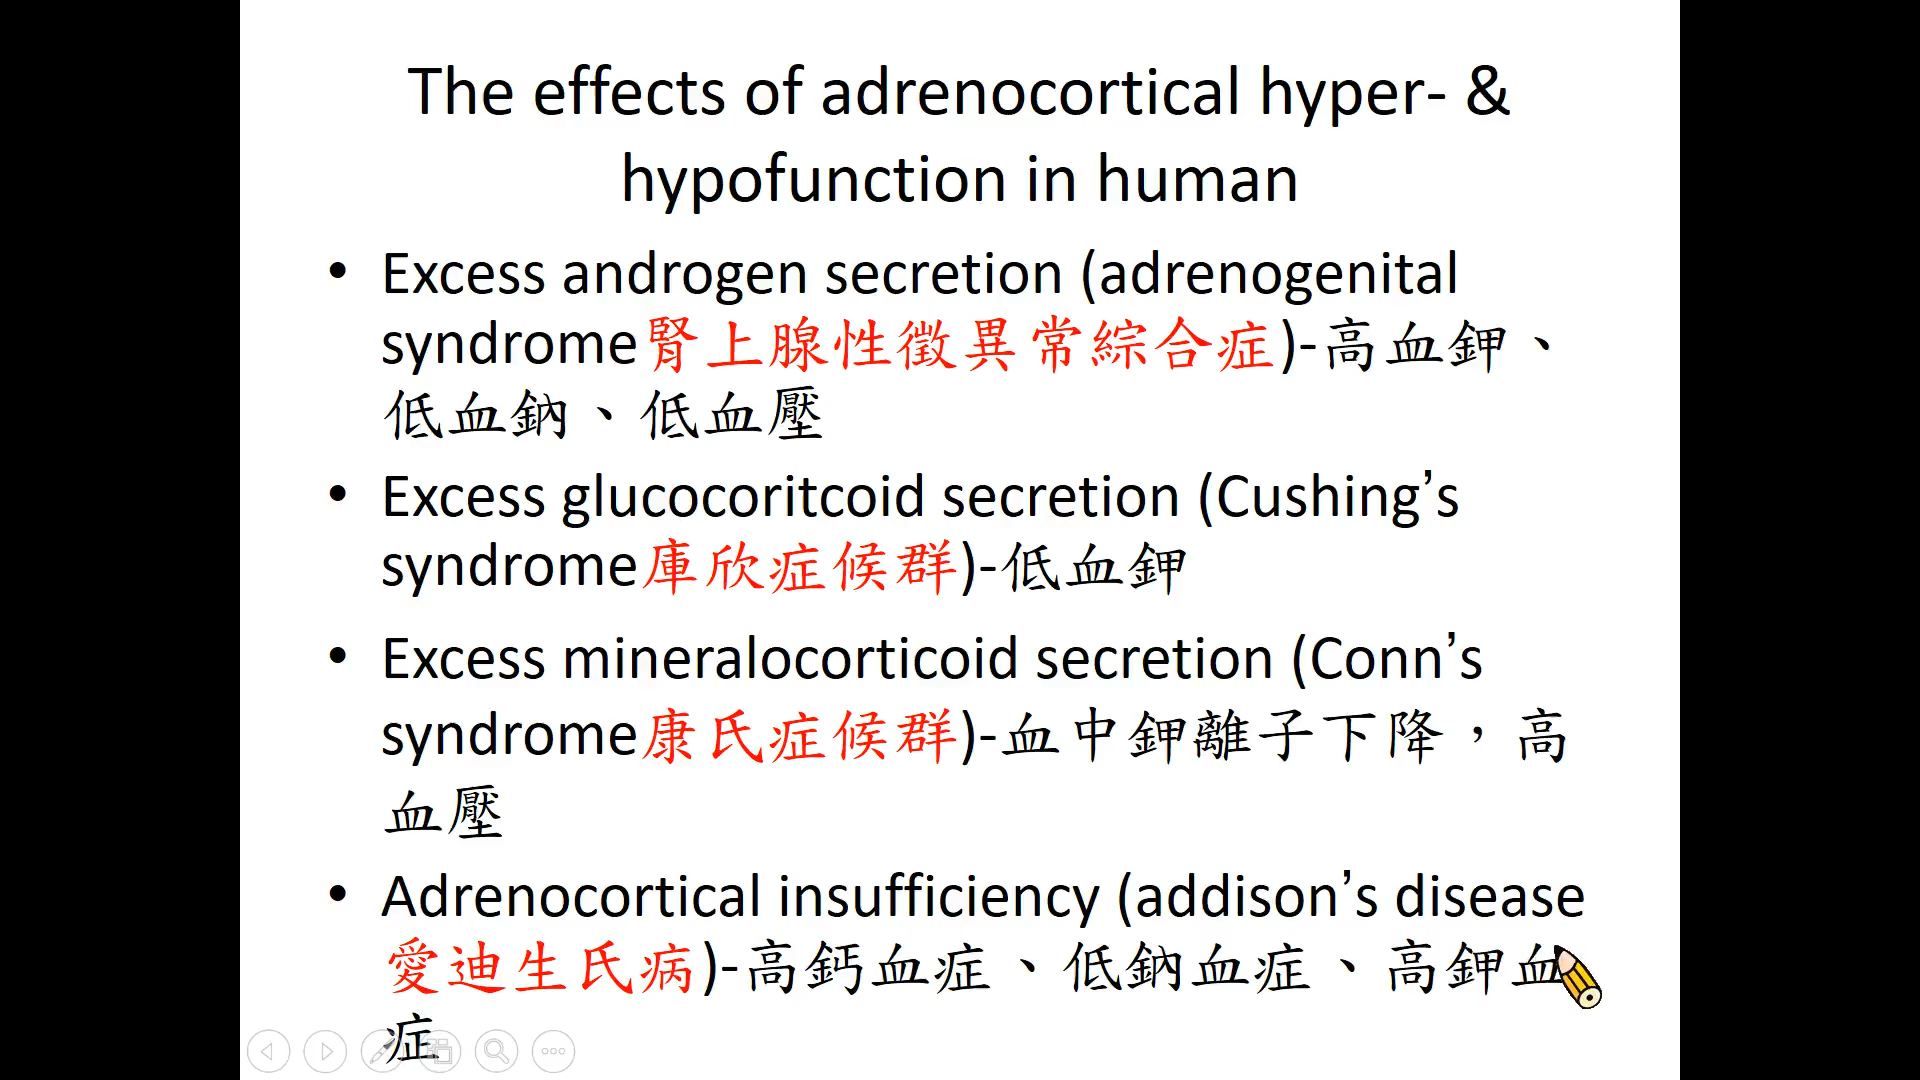 The effects of adrenocortical hyper- &
hypofunction in human
• Excess androgen secretion (adrenogenital
syndrome腎上腺性徵異常綜合症)-高血鉀、
低血鈉、低血壓
• Excess glucocoritcoid secretion (Cushing’s
syndrome庫欣症候群)-低血鉀
• Excess mineralocorticoid secretion (Conn’s
syndrome康氏症候群)-血中鉀離子下降，高
血壓
• Adrenocortical insufficiency (addison’s disease
愛迪生氏病)-高鈣血症、低鈉血症、高鉀血
症